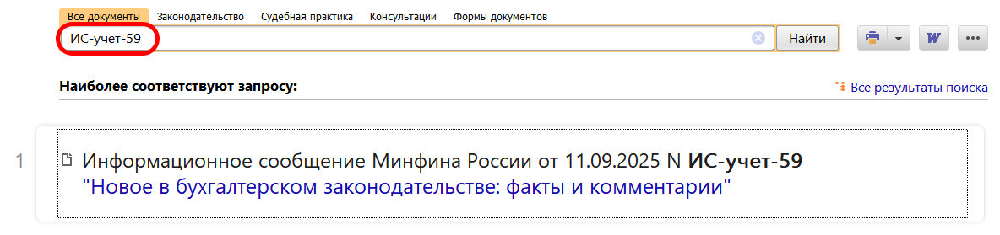 Все документы Законодательство Судебная практика Консультации Формы документов
ИС-учет-59 Найти W
Наиболее соответствуют запросу: Все результаты поиска
1 Информационное сообщение Минфина России от 11.09.2025 N ИС-учет-59
"Новое в бухгалтерском законодательстве: факты и комментарии"